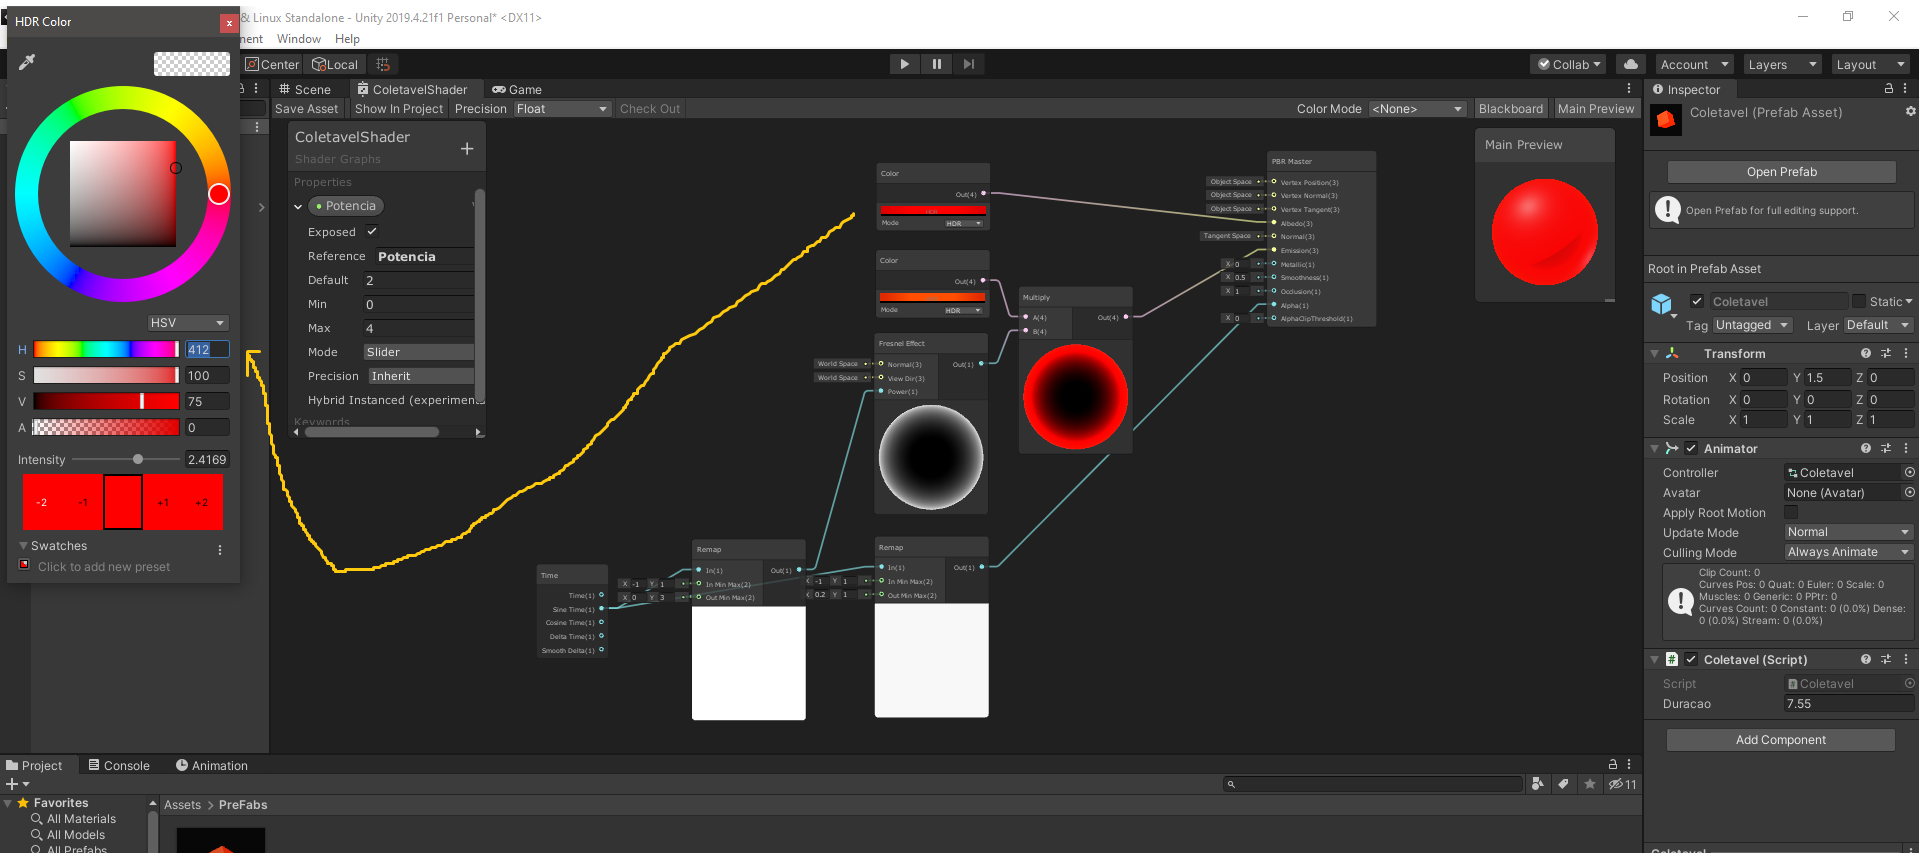 HDR Color
x
& Linux Standalone - Unity 2019.4.21f1 Personal* <DX11>
nent Window Help
Center
Local
Collab
Account
Layers
Layout
Scene
ColetavelShader
Game
Save Asset
Show In Project
Precision
Float
Check Out
Color Mode
<None>
Blackboard
Main Preview
HSV
H
412
S
100
V
75
A
0
Intensity
2.4169
-2
-1
+1
+2
Swatches
Click to add new preset
ColetavelShader
Shader Graphs
Properties
Potencia
Exposed
Reference
Potencia
Default
2
Min
0
Max
4
Mode
Slider
Precision
Inherit
Hybrid Instanced (experiment
Keywords
Color
Out(4)
HDR
Mode
HDR
Color
Out(4)
Mode
HDR
Fresnel Effect
World Space
Normal(3)
Out(1)
World Space
View Dir(3)
Power(1)
Multiply
A(4)
Out(4)
B(4)
Time
Time(1)
Sine Time(1)
Cosine Time(1)
Delta Time(1)
Smooth Delta(1)
Remap
In(1)
Out(1)
X -1 Y 1
In Min Max(2)
X 0 Y 3
Out Min Max(2)
Remap
In(1)
Out(1)
X -1 Y 1
In Min Max(2)
X 0.2 Y 1
Out Min Max(2)
PBR Master
Object Space
Vertex Position(3)
Object Space
Vertex Normal(3)
Object Space
Vertex Tangent(3)
Albedo(3)
Tangent Space
Normal(3)
Emission(3)
X 0
Metallic(1)
X 0.5
Smoothness(1)
X 1
Occlusion(1)
Alpha(1)
X 0
AlphaClipThreshold(1)
Main Preview
Inspector
Coletavel (Prefab Asset)
Open Prefab
Open Prefab for full editing support.
Root in Prefab Asset
Coletavel
Static
Tag
Untagged
Layer
Default
Transform
Position X 0 Y 1.5 Z 0
Rotation X 0 Y 0 Z 0
Scale X 1 Y 1 Z 1
Animator
Controller
Coletavel
Avatar
None (Avatar)
Apply Root Motion
Update Mode
Normal
Culling Mode
Always Animate
Clip Count: 0
Curves Pos: 0 Quat: 0 Euler: 0 Scale: 0
Muscles: 0 Generic: 0 PPtr: 0
Curves Count: 0 Constant: 0 (0.0%) Dense:
0 (0.0%) Stream: 0 (0.0%)
Coletavel (Script)
Script
Coletavel
Duracao
7.55
Add Component
Project
Console
Animation
11
Favorites
All Materials
All Models
All Prefabs
Assets > PreFabs